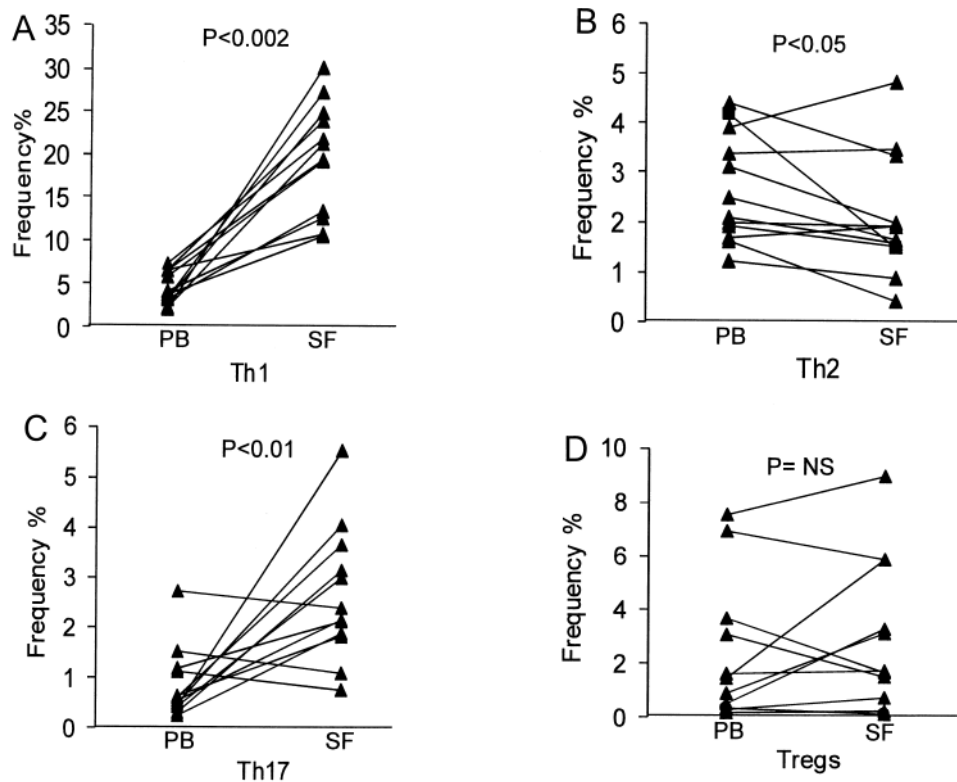 A
P<0.002
Frequency%
35
30
25
20
15
10
5
0
PB SF
Th1
B
P<0.05
Frequency %
6
5
4
3
2
1
0
PB SF
Th2
C
P<0.01
Frequency %
6
5
4
3
2
1
0
PB SF
Th17
D
P= NS
Frequency %
10
8
6
4
2
0
PB SF
Tregs